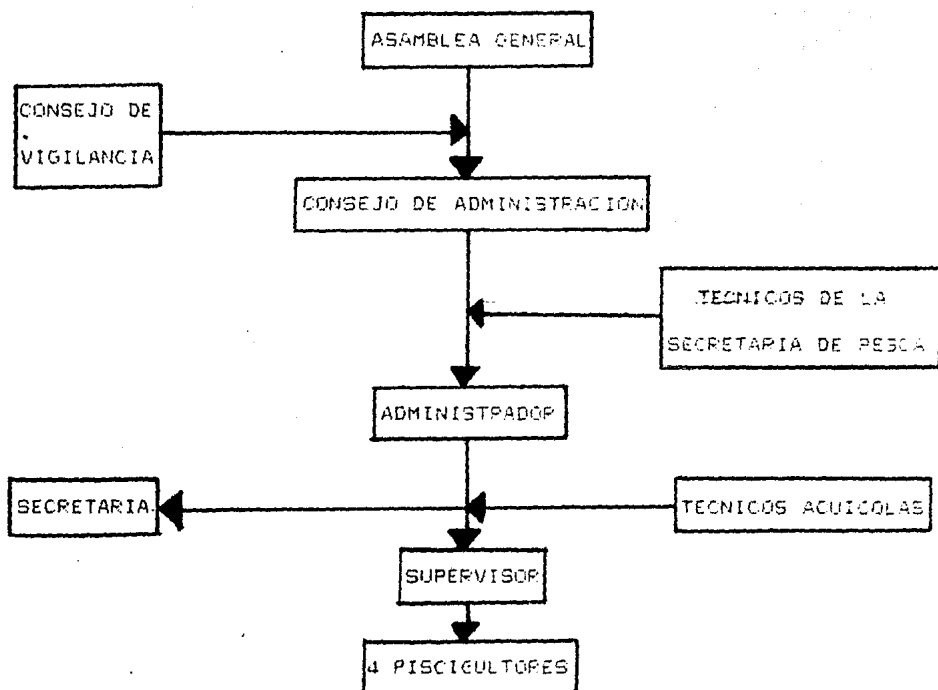 ASAMBLEA GENERAL
CONSEJO DE
VIGILANCIA
CONSEJO DE ADMINISTRACION
TECNICOS DE LA
SECRETARIA DE PESCA
ADMINISTRADOR
SECRETARIA
TECNICOS ACUICOLAS
SUPERVISOR
4 PISCICULTORES